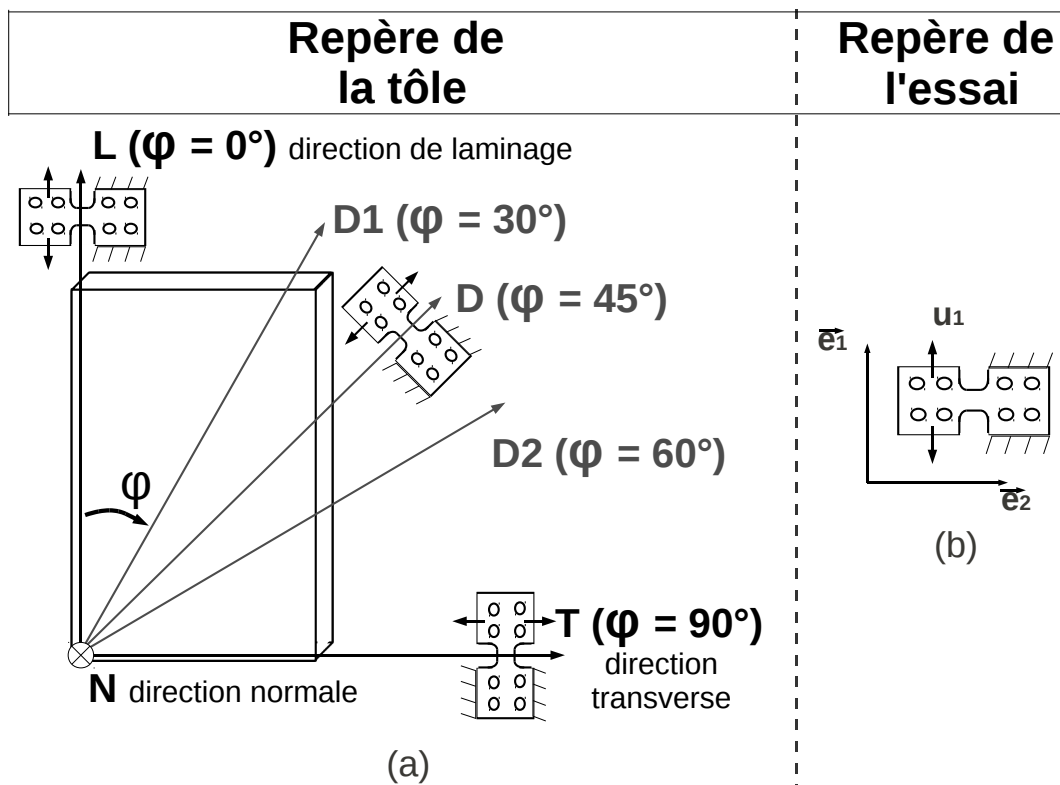 Repère de
la tôle
Repère de
l'essai
L (φ = 0°) direction de laminage
D1 (φ = 30°)
D (φ = 45°)
D2 (φ = 60°)
φ
T (φ = 90°)
direction
transverse
N direction normale
(a)
u1
e1
e2
(b)